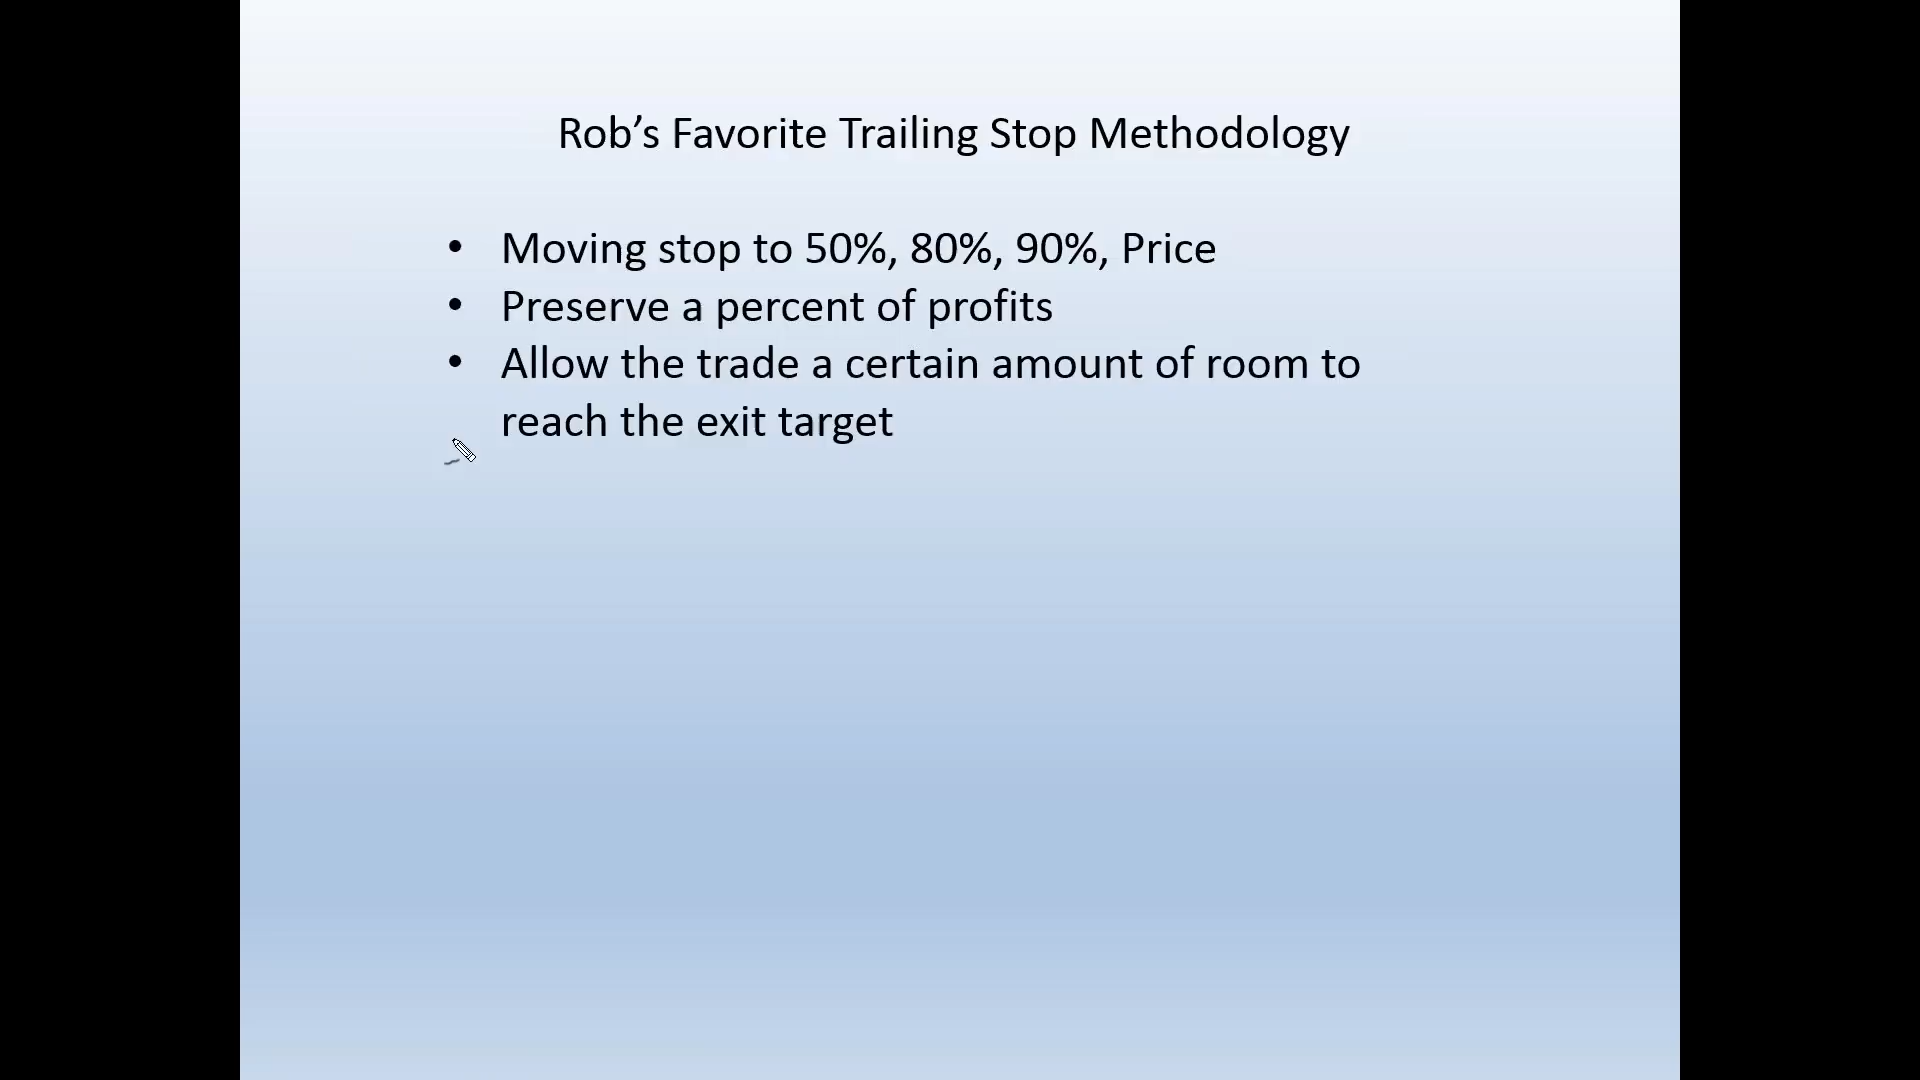 Rob’s Favorite Trailing Stop Methodology
• Moving stop to 50%, 80%, 90%, Price
• Preserve a percent of profits
• Allow the trade a certain amount of room to
reach the exit target